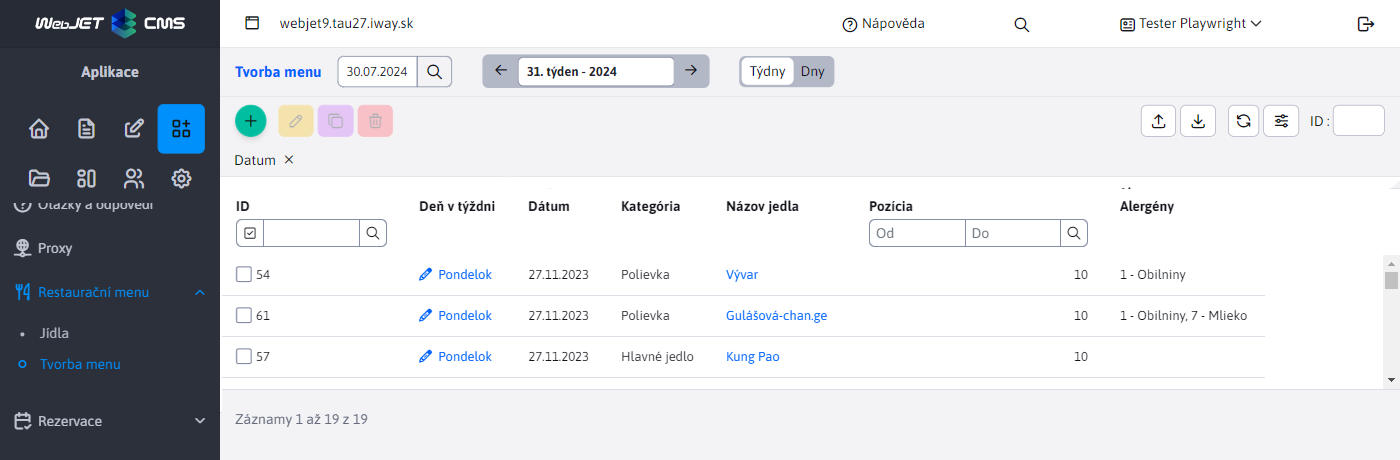 WebJET CMS
webjet9.tau27.iway.sk
Nápověda
Tester Playwright
Aplikace
Tvorba menu
30.07.2024
31. týden - 2024
Týdny
Dny
ID :
Datum ×
Otázky a odpovědi
Proxy
Restaurační menu
Jídla
Tvorba menu
Rezervace
ID
Deň v týždni
Dátum
Kategória
Názov jedla
Pozícia
Alergény
Od
Do
54 Pondelok 27.11.2023 Polievka Vývar 10 1 - Obilniny
61 Pondelok 27.11.2023 Polievka Gulášová-chan.ge 10 1 - Obilniny, 7 - Mlieko
57 Pondelok 27.11.2023 Hlavné jedlo Kung Pao 10
Záznamy 1 až 19 z 19